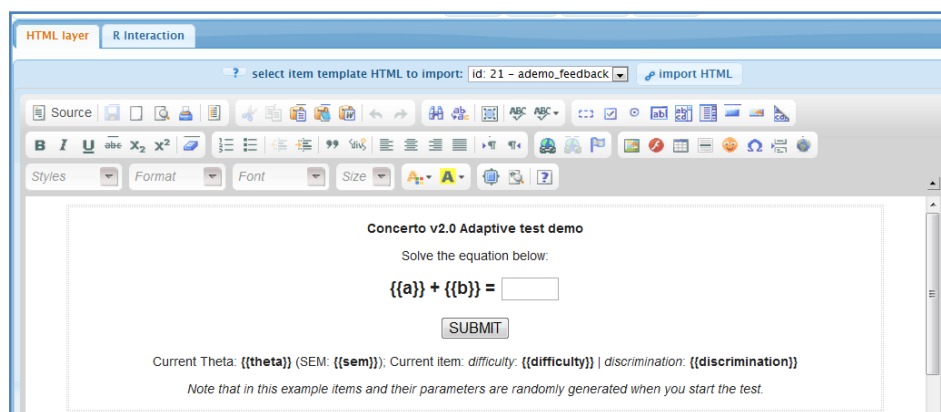 HTML layer R Interaction
? select item template HTML to import: id: 21 - ademo_feedback import HTML
Source
B I U abc X₂ X²
Styles Format Font Size A A ?
Concerto v2.0 Adaptive test demo
Solve the equation below:
{{a}} + {{b}} =
SUBMIT
Current Theta: {{theta}} (SEM: {{sem}}); Current item: difficulty: {{difficulty}} | discrimination: {{discrimination}}
Note that in this example items and their parameters are randomly generated when you start the test.